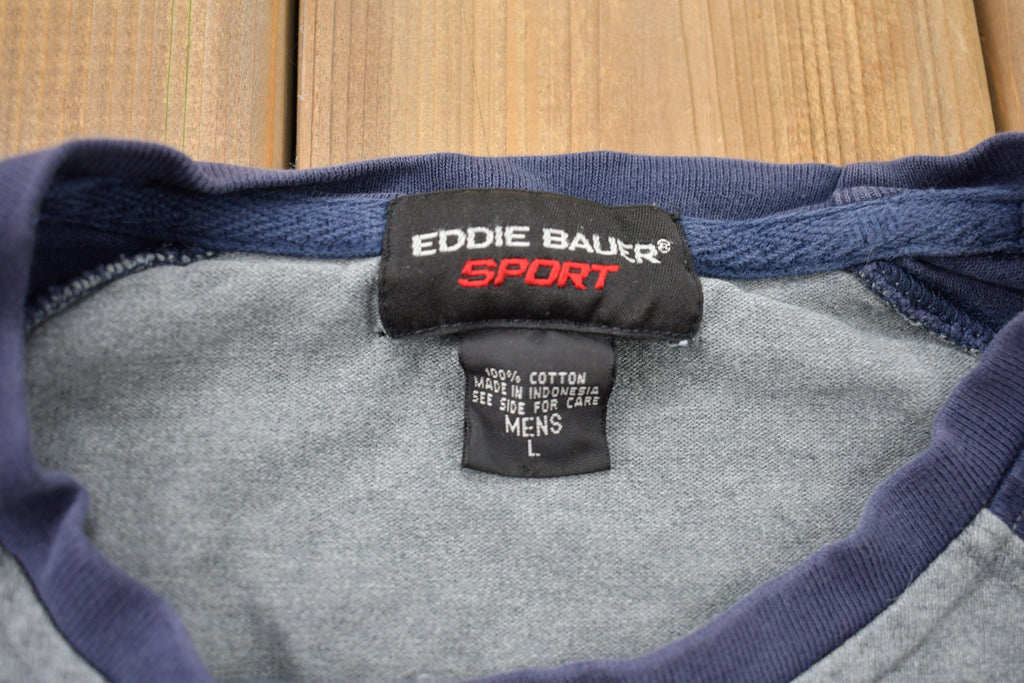 EDDIE BAUER®
SPORT
100% COTTON
MADE IN INDONESIA
SEE SIDE FOR CARE
MENS
L